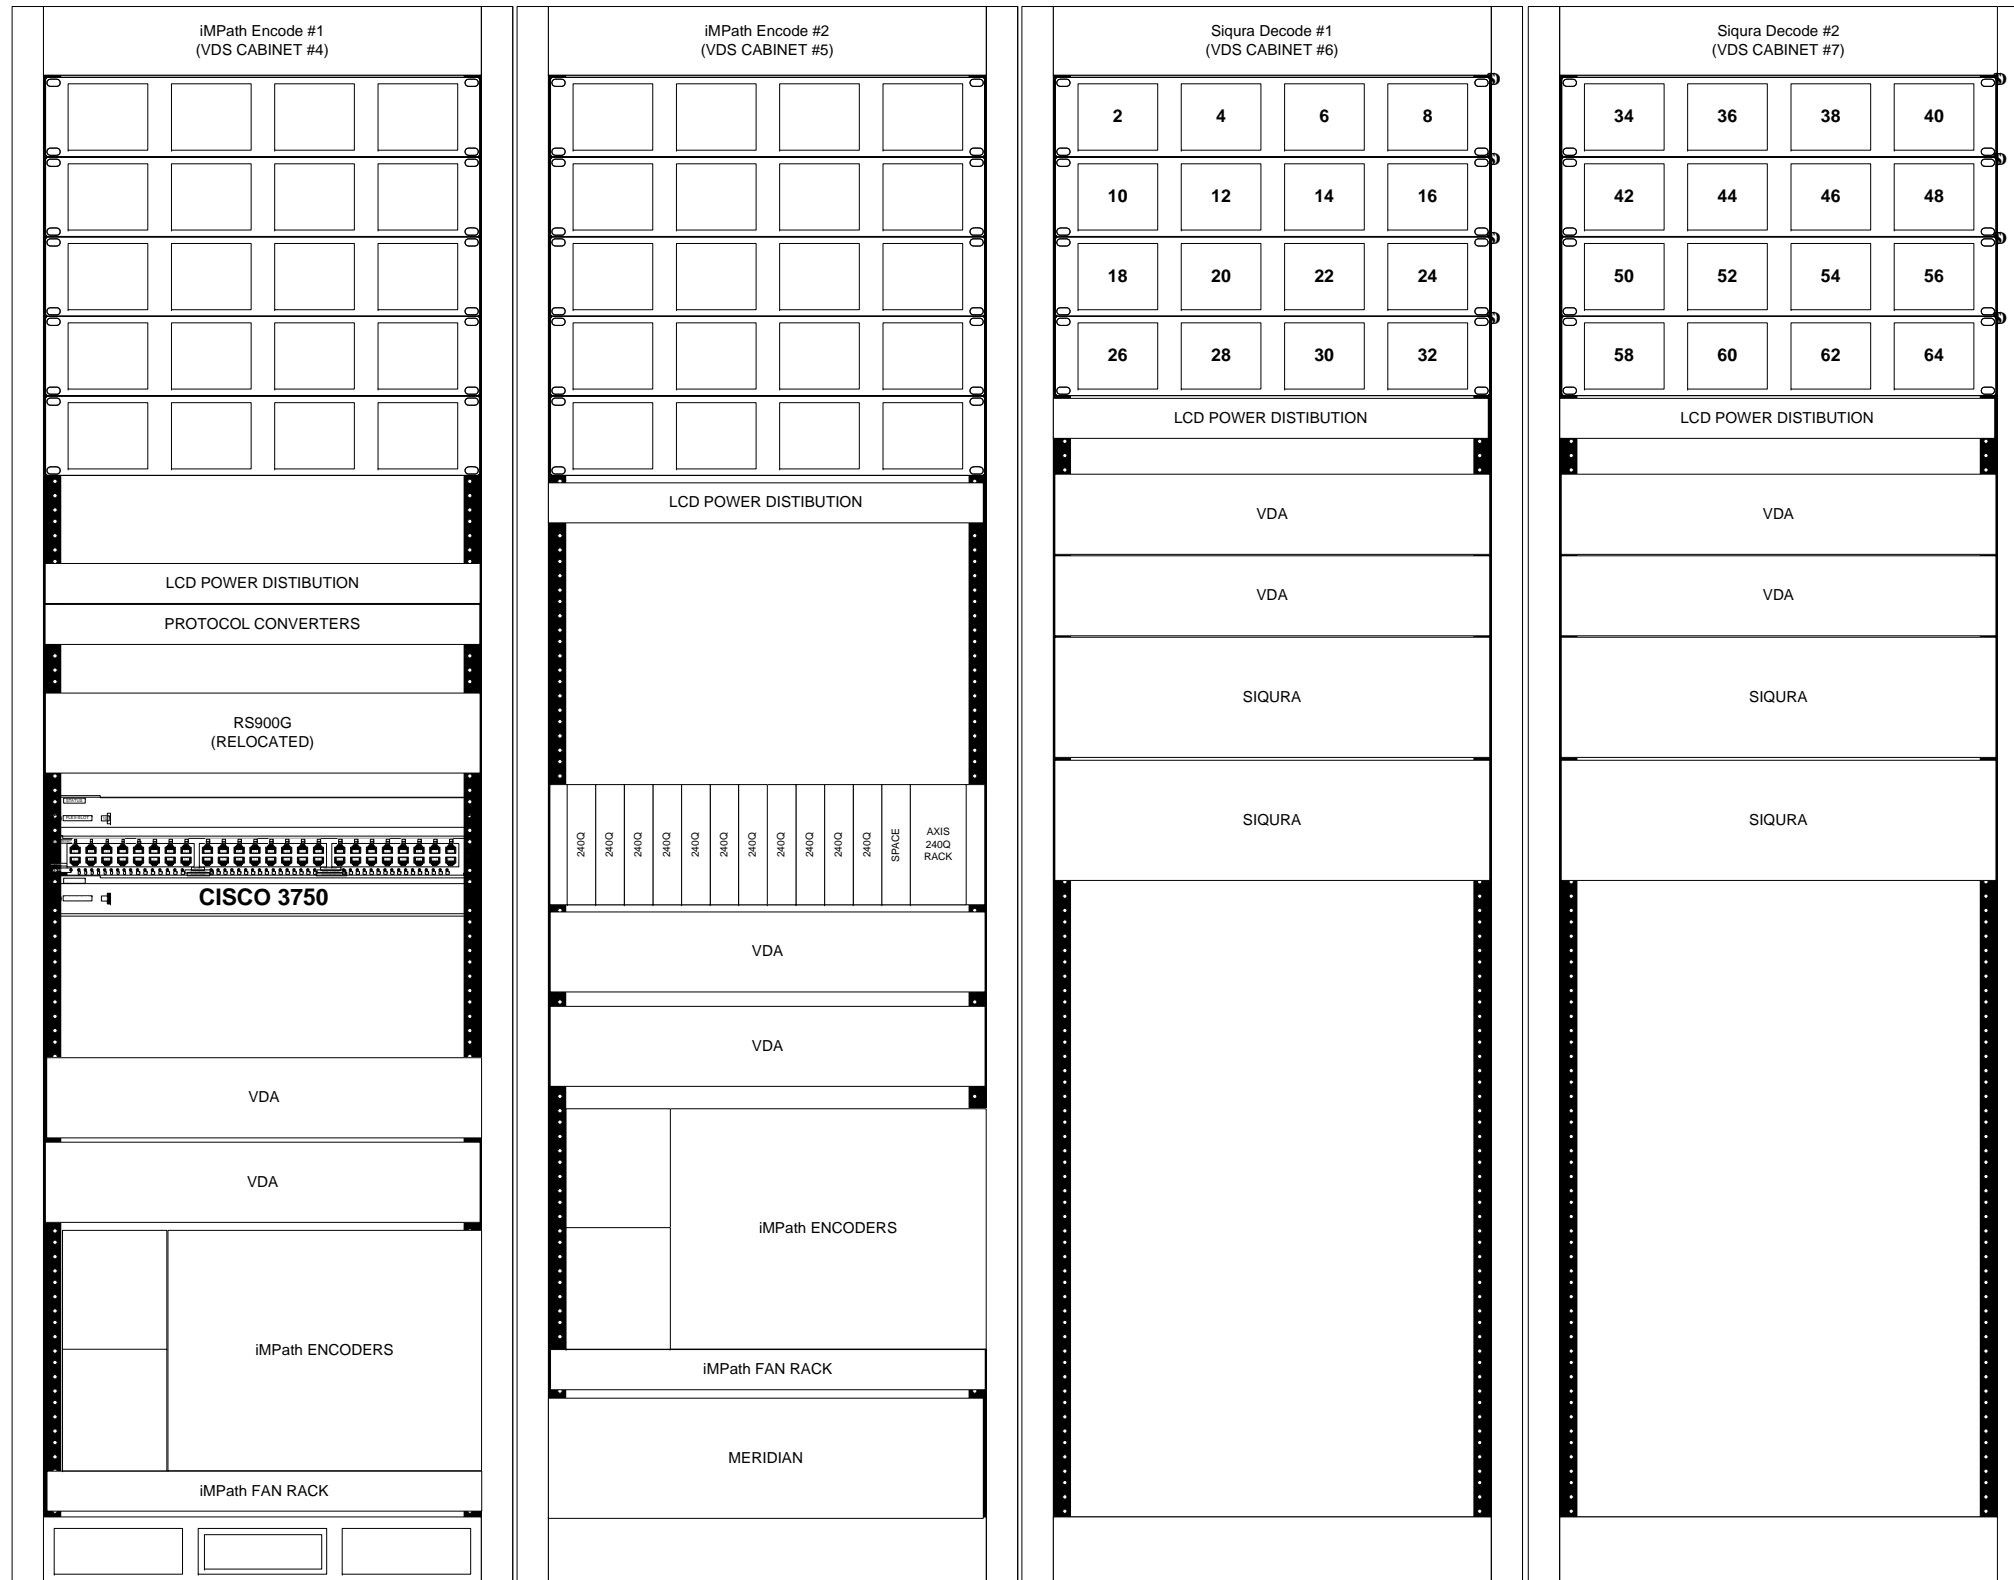 iMPath Encode #1
(VDS CABINET #4)
LCD POWER DISTIBUTION
PROTOCOL CONVERTERS
RS900G
(RELOCATED)
CISCO 3750
VDA
VDA
iMPath ENCODERS
iMPath FAN RACK
iMPath Encode #2
(VDS CABINET #5)
LCD POWER DISTIBUTION
240Q
240Q
240Q
240Q
240Q
240Q
240Q
240Q
240Q
240Q
240Q
SPACE
AXIS
240Q
RACK
VDA
VDA
iMPath ENCODERS
iMPath FAN RACK
MERIDIAN
Siqura Decode #1
(VDS CABINET #6)
2 4 6 8
10 12 14 16
18 20 22 24
26 28 30 32
LCD POWER DISTIBUTION
VDA
VDA
SIQURA
SIQURA
Siqura Decode #2
(VDS CABINET #7)
34 36 38 40
42 44 46 48
50 52 54 56
58 60 62 64
LCD POWER DISTIBUTION
VDA
VDA
SIQURA
SIQURA